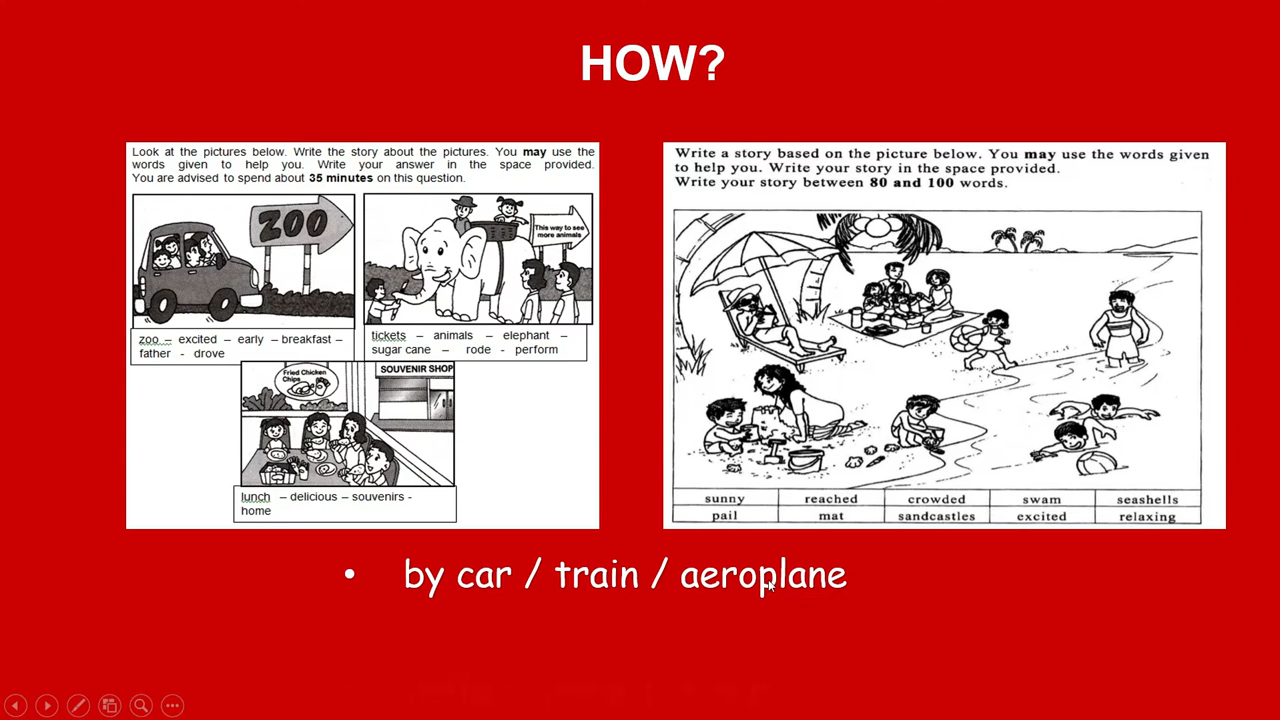 HOW?
Look at the pictures below. Write the story about the pictures. You may use the
words given to help you. Write your answer in the space provided.
You are advised to spend about 35 minutes on this question.
ZOO
This way to see
more animals
zoo – excited – early – breakfast –
father - drove
tickets – animals – elephant –
sugar cane – rode - perform
Fried Chicken
Chips
SOUVENIR SHOP
lunch – delicious – souvenirs -
home
Write a story based on the picture below. You may use the words given
to help you. Write your story in the space provided.
Write your story between 80 and 100 words.
sunny reached crowded swam seashells
pail mat sandcastles excited relaxing
• by car / train / aeroplane